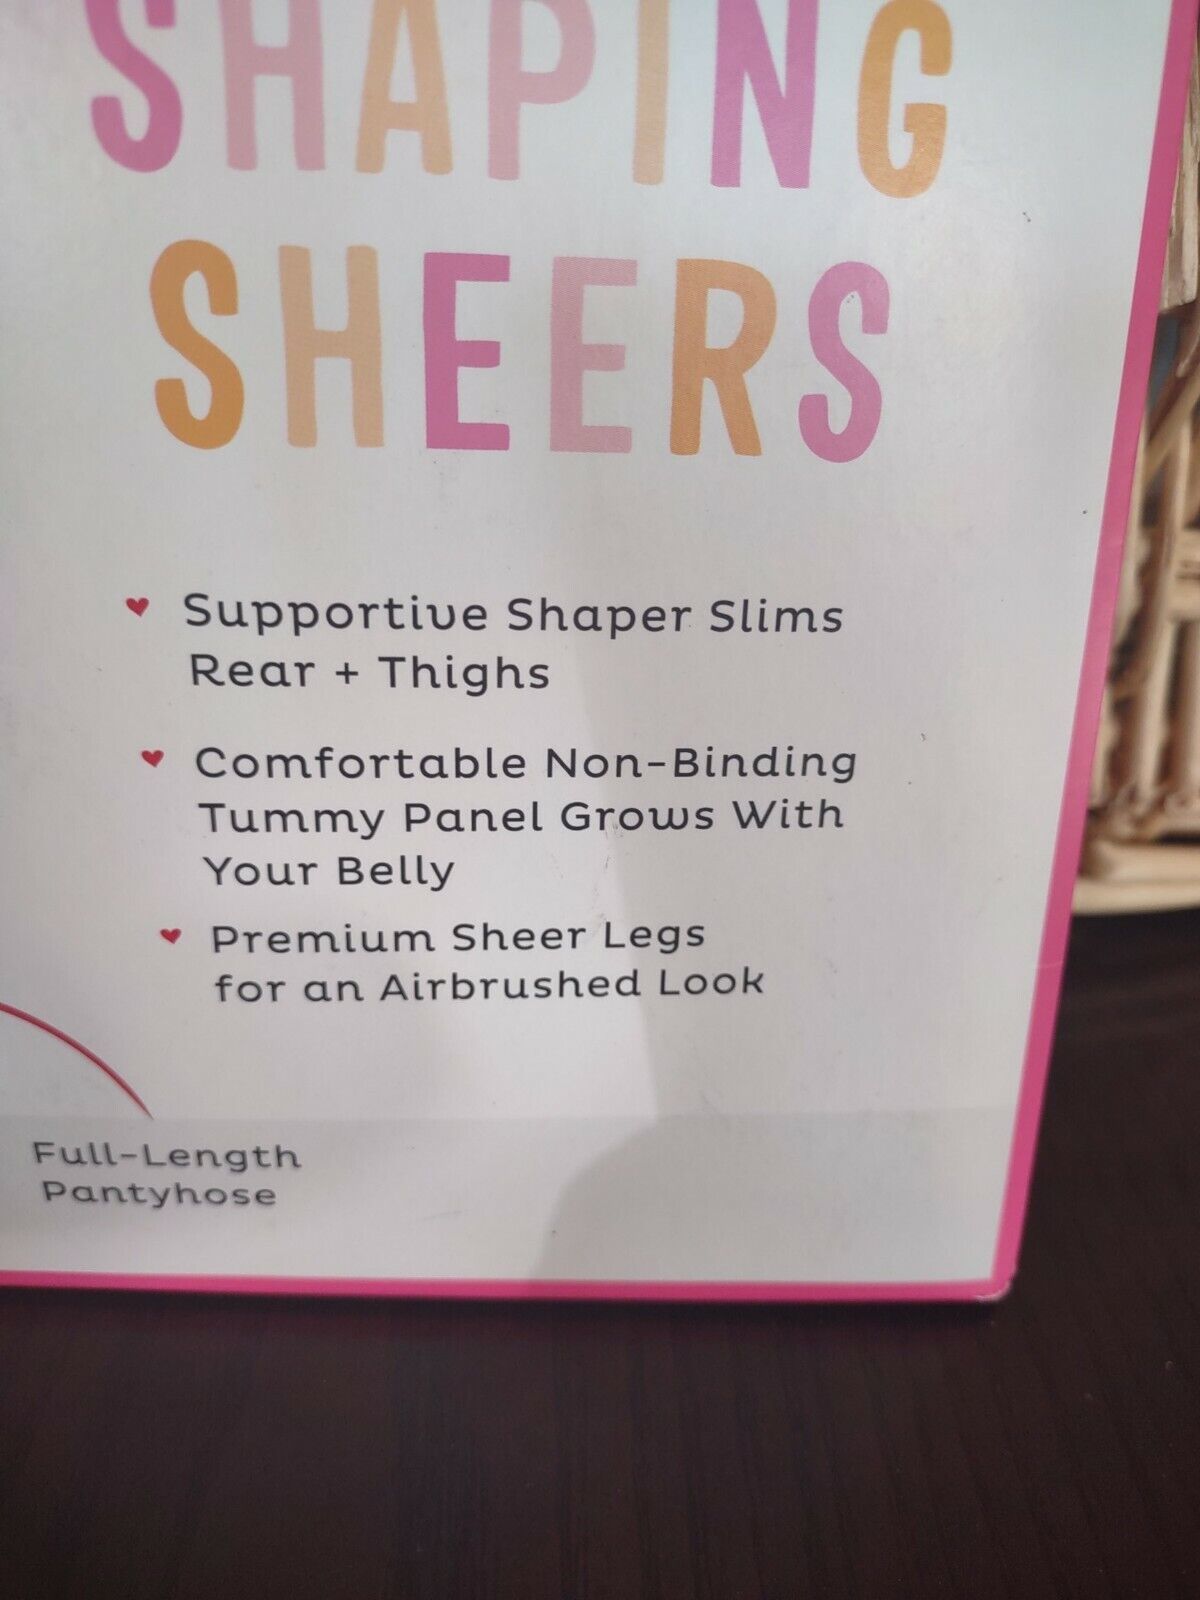 SHAPING
SHEERS
Supportive Shaper Slims
Rear + Thighs
Comfortable Non-Binding
Tummy Panel Grows With
Your Belly
Premium Sheer Legs
for an Airbrushed Look
Full-Length
Pantyhose